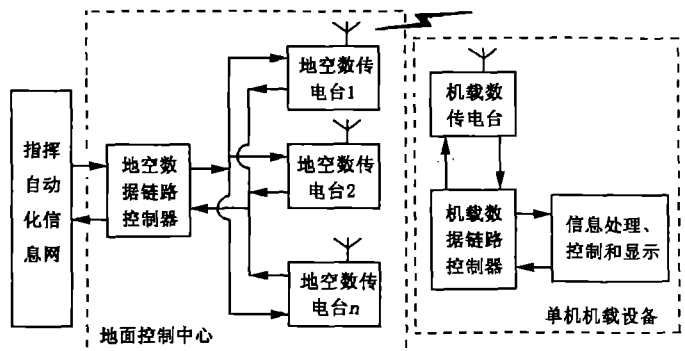 指挥
自动
化信
息网
地空数
据链路
控制器
地空数传
电台1
地空数传
电台2
地空数传
电台n
地面控制中心
机载数
传电台
机载数
据链路
控制器
信息处理、
控制和显示
单机机载设备